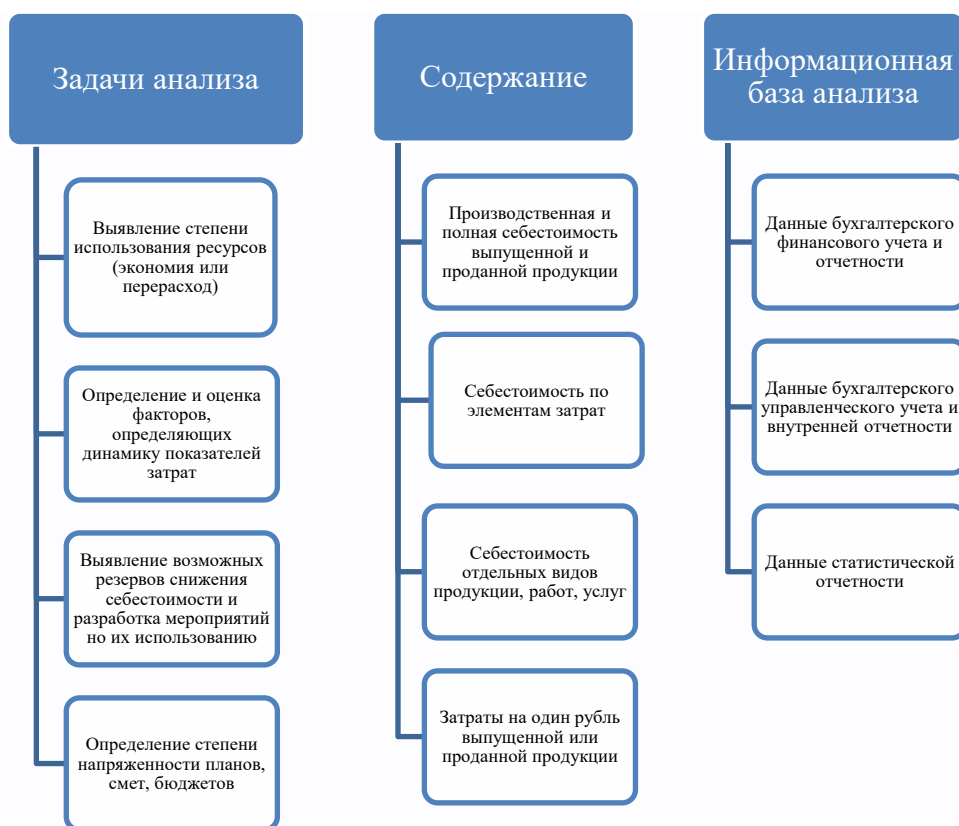 Задачи анализа
Выявление степени
использования ресурсов
(экономия или
перерасход)
Определение и оценка
факторов,
определяющих
динамику показателей
затрат
Выявление возможных
резервов снижения
себестоимости и
разработка мероприятий
но их использованию
Определение степени
напряженности планов,
смет, бюджетов
Содержание
Производственная и
полная себестоимость
выпущенной и
проданной продукции
Себестоимость по
элементам затрат
Себестоимость
отдельных видов
продукции, работ, услуг
Затраты на один рубль
выпущенной или
проданной продукции
Информационная
база анализа
Данные бухгалтерского
финансового учета и
отчетности
Данные бухгалтерского
управленческого учета и
внутренней отчетности
Данные статистической
отчетности